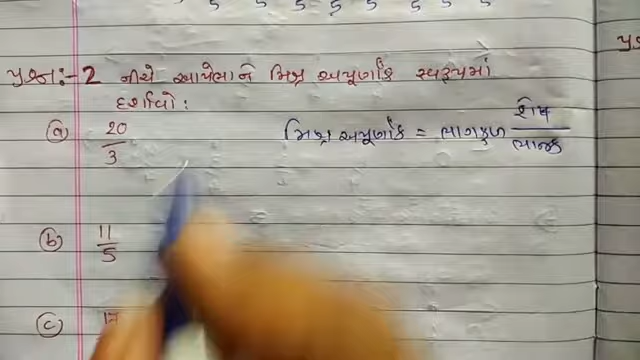 પ્રશ્ન:- 2 નીચે આપેલાને મિશ્ર અપૂર્ણાંક સ્વરૂપમાં
દર્શાવો :
(a) 20/3 મિશ્ર અપૂર્ણાંક = ભાગફળ શેષ/ભાજક
(b) 11/5
(c)